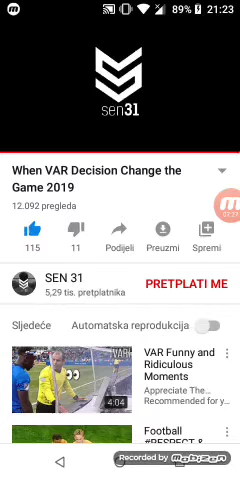 89% 21:23
sen31
When VAR Decision Change the
Game 2019
12.092 pregleda
115 11 Podijeli Preuzmi Spremi
SEN 31
5,29 tis. pretplatnika
PRETPLATI ME
Sljedeće Automatska reprodukcija
VAR
4:04
VAR Funny and
Ridiculous
Moments
Appreciate The...
Recommended for y...
Football
#RESPECT &
Recorded by Mobizen